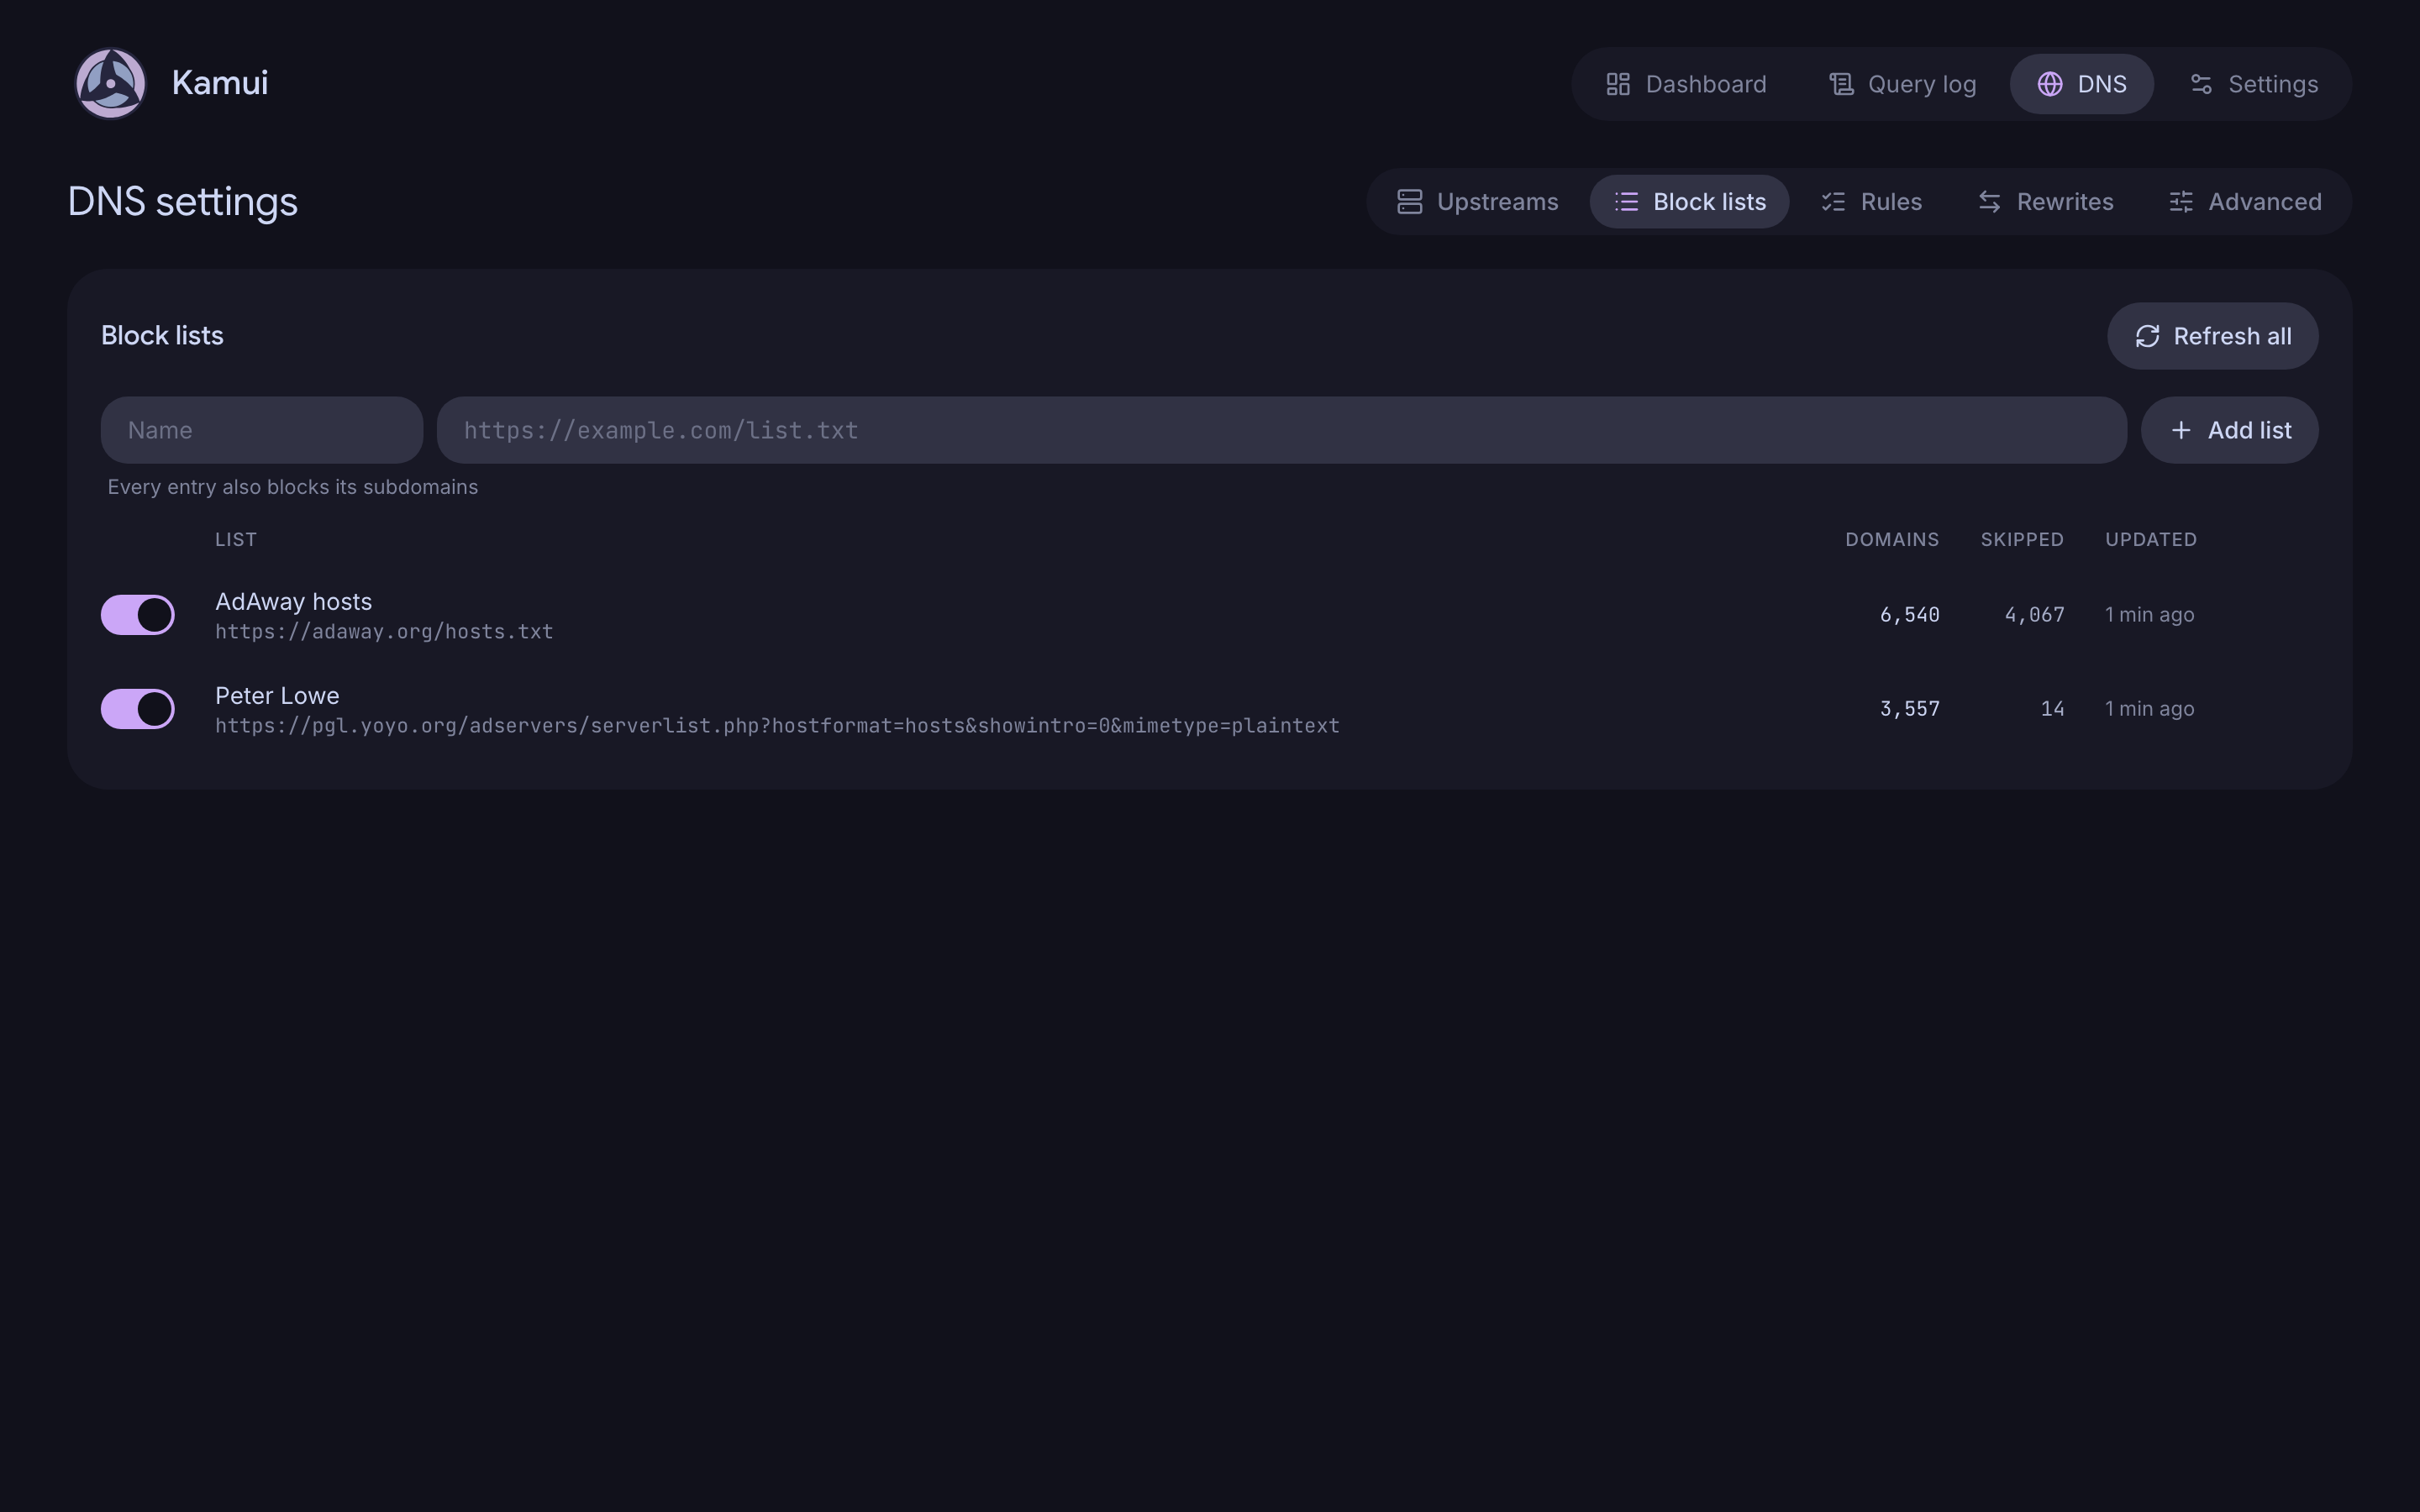 Kamui
Dashboard
Query log
DNS
Settings
DNS settings
Upstreams
Block lists
Rules
Rewrites
Advanced
Block lists
Refresh all
Name
https://example.com/list.txt
Add list
Every entry also blocks its subdomains
LIST DOMAINS SKIPPED UPDATED
AdAway hosts
https://adaway.org/hosts.txt
6,540 4,067 1 min ago
Peter Lowe
https://pgl.yoyo.org/adservers/serverlist.php?hostformat=hosts&showintro=0&mimetype=plaintext
3,557 14 1 min ago